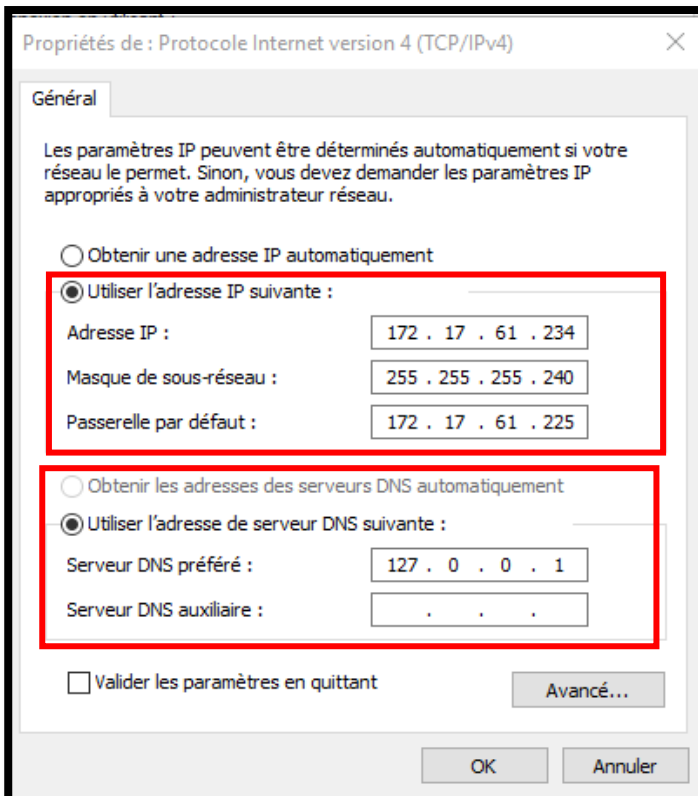 Propriétés de : Protocole Internet version 4 (TCP/IPv4)
Général
Les paramètres IP peuvent être déterminés automatiquement si votre
réseau le permet. Sinon, vous devez demander les paramètres IP
appropriés à votre administrateur réseau.
Obtenir une adresse IP automatiquement
Utiliser l'adresse IP suivante :
Adresse IP : 172 . 17 . 61 . 234
Masque de sous-réseau : 255 . 255 . 255 . 240
Passerelle par défaut : 172 . 17 . 61 . 225
Obtenir les adresses des serveurs DNS automatiquement
Utiliser l'adresse de serveur DNS suivante :
Serveur DNS préféré : 127 . 0 . 0 . 1
Serveur DNS auxiliaire : . . .
Valider les paramètres en quittant
Avancé...
OK Annuler